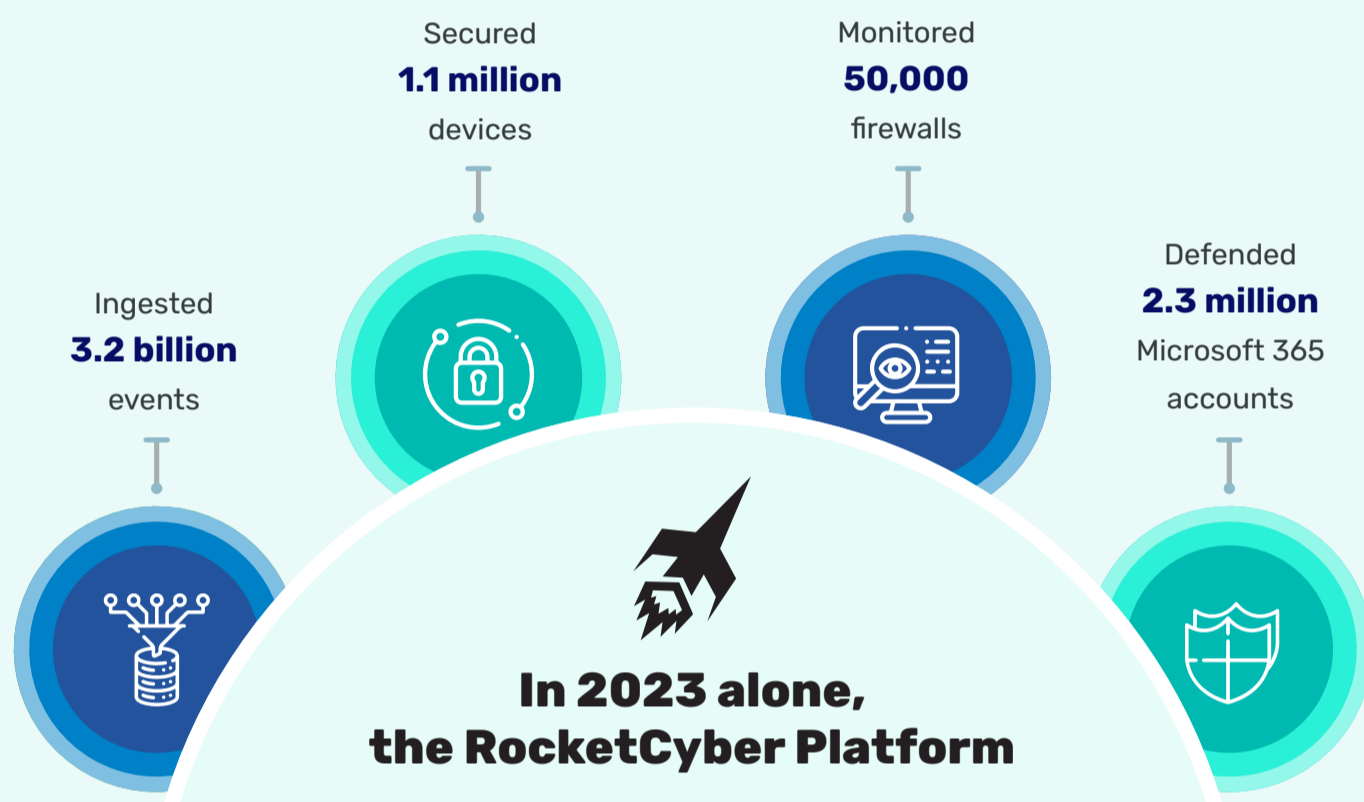 Secured
1.1 million
devices
Monitored
50,000
firewalls
Ingested
3.2 billion
events
Defended
2.3 million
Microsoft 365
accounts
In 2023 alone,
the RocketCyber Platform